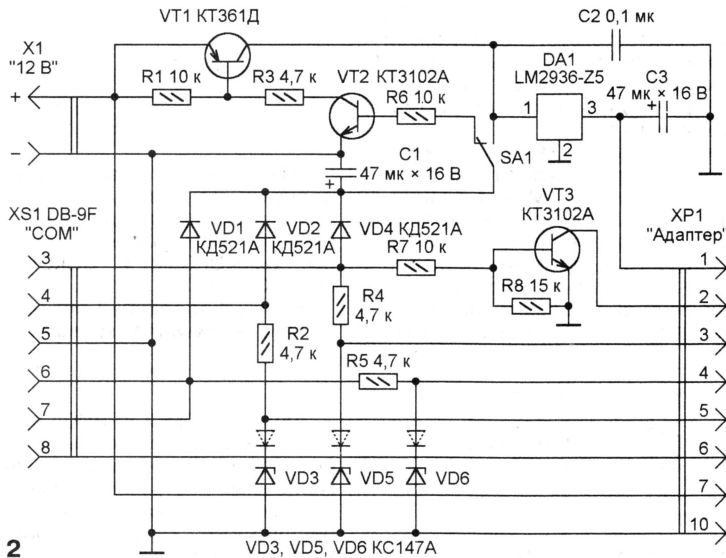 VT1 КТ361Д
C2 0,1 мк
X1
"12 В"
DA1
LM2936-Z5
R1 10 к
R3 4,7 к
VT2 КТ3102А
R6 10 к
C3
47 мк × 16 В
+
1
3
+
2
SA1
−
C1
47 мк × 16 В
+
XS1 DB-9F
"COM"
VD1
КД521А
VD2
КД521А
VD4 КД521А
VT3
КТ3102А
XP1
"Адаптер"
R7 10 к
3
1
R8 15 к
4
2
R4
4,7 к
R2
4,7 к
5
3
R5 4,7 к
6
4
7
5
8
6
VD3
VD5
VD6
7
10
2
VD3, VD5, VD6 КС147А